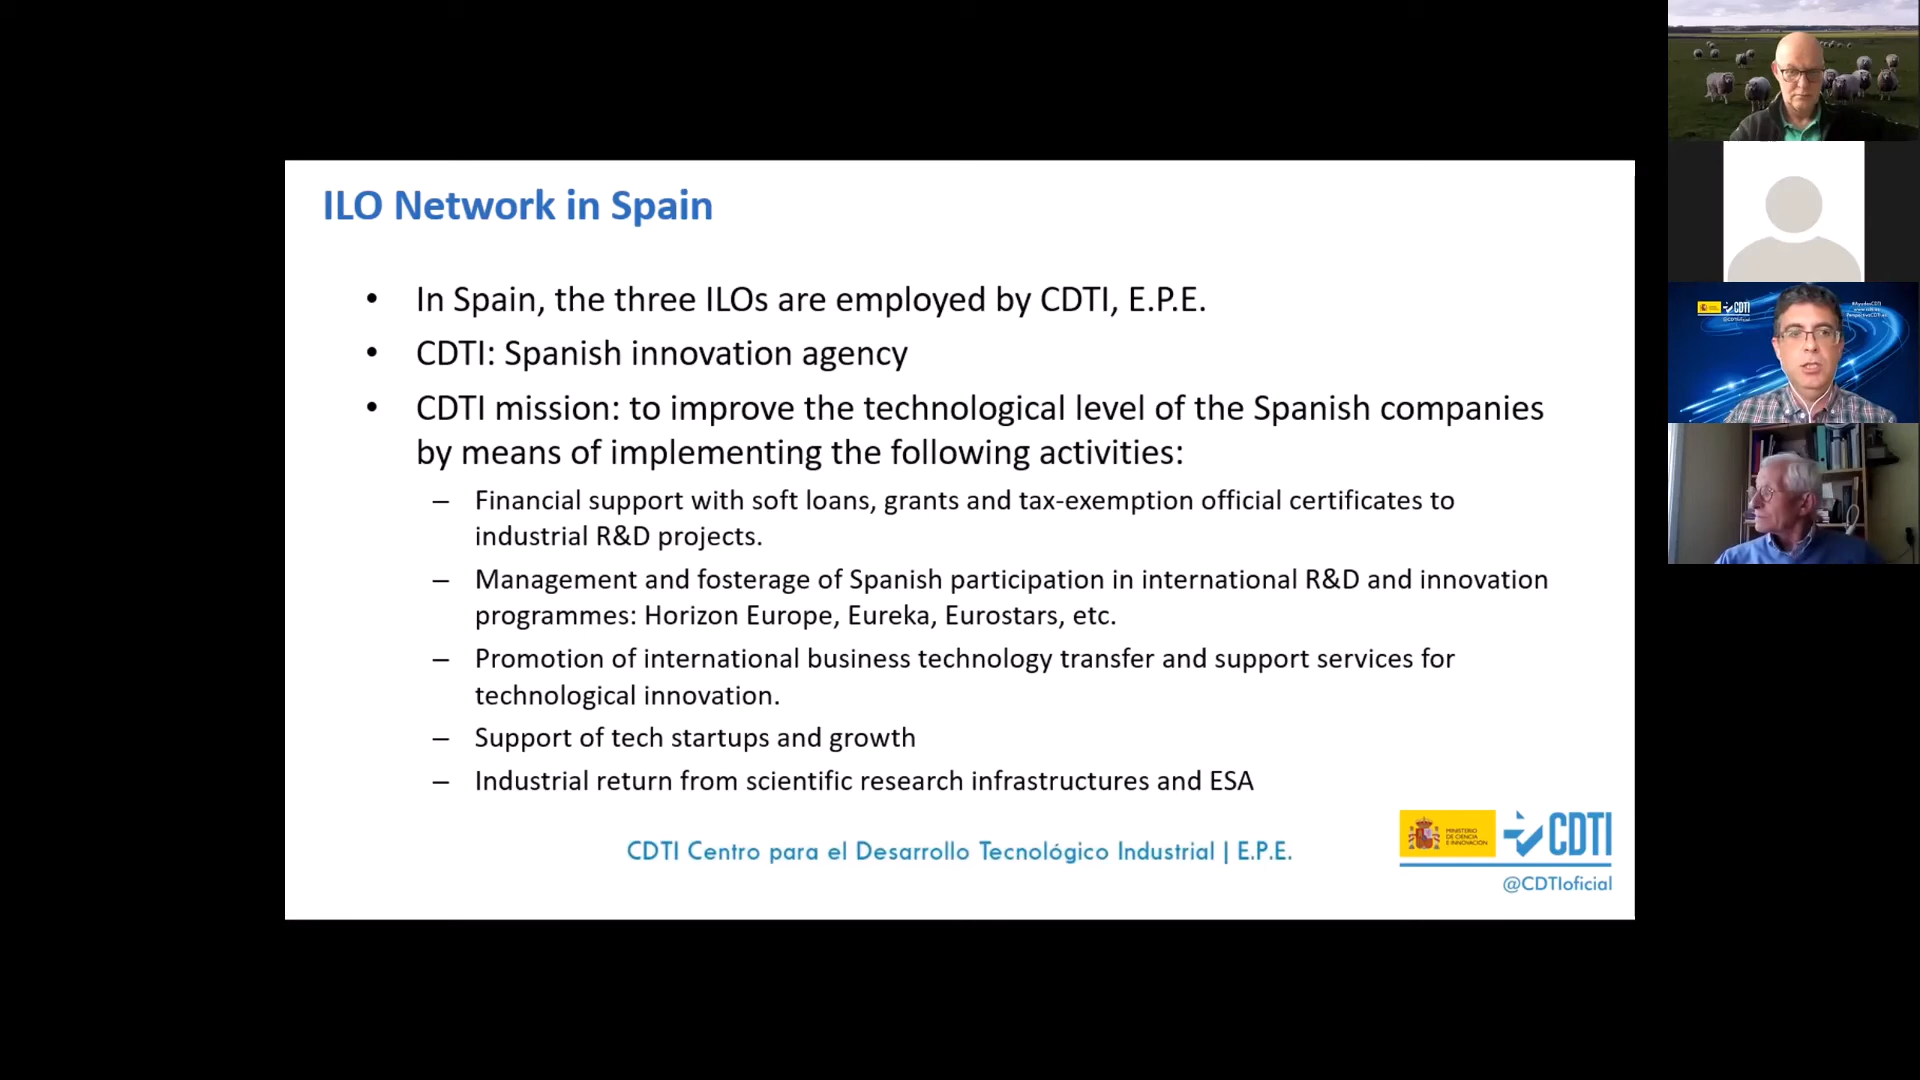 ILO Network in Spain
• In Spain, the three ILOs are employed by CDTI, E.P.E.
• CDTI: Spanish innovation agency
• CDTI mission: to improve the technological level of the Spanish companies
by means of implementing the following activities:
– Financial support with soft loans, grants and tax-exemption official certificates to
industrial R&D projects.
– Management and fosterage of Spanish participation in international R&D and innovation
programmes: Horizon Europe, Eureka, Eurostars, etc.
– Promotion of international business technology transfer and support services for
technological innovation.
– Support of tech startups and growth
– Industrial return from scientific research infrastructures and ESA
CDTI Centro para el Desarrollo Tecnológico Industrial | E.P.E.
MINISTERIO
DE CIENCIA
E INNOVACIÓN
CDTI
@CDTIoficial
CDTI